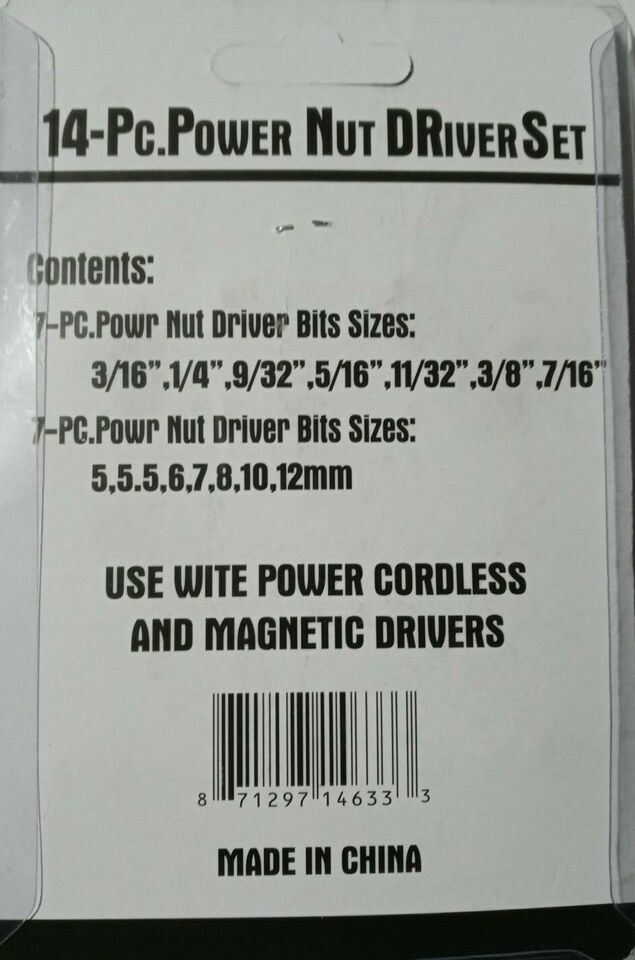 14-PC.POWER NUT DRIVER SET
Contents:
7-PC.Powr Nut Driver Bits Sizes:
3/16”,1/4”,9/32”,5/16”,11/32”,3/8”,7/16”
7-PC.Powr Nut Driver Bits Sizes:
5,5.5,6,7,8,10,12mm
USE WITE POWER CORDLESS
AND MAGNETIC DRIVERS
8 71297 14633 3
MADE IN CHINA